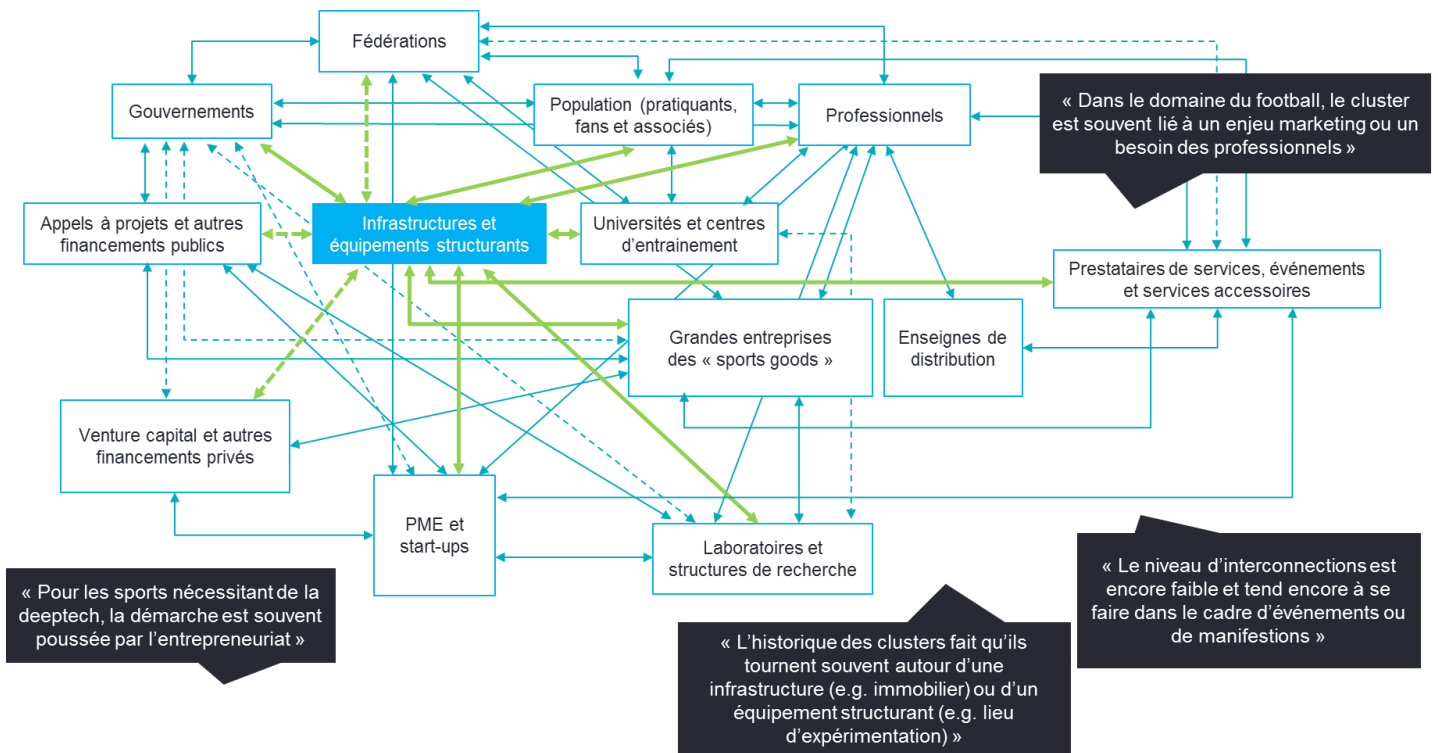 Fédérations
Gouvernements
Population (pratiquants,
fans et associés)
Professionnels
« Dans le domaine du football, le cluster
est souvent lié à un enjeu marketing ou un
besoin des professionnels »
Appels à projets et autres
financements publics
Infrastructures et
équipements structurants
Universités et centres
d’entrainement
Prestataires de services, événements
et services accessoires
Grandes entreprises
des « sports goods »
Enseignes de
distribution
Venture capital et autres
financements privés
PME et
start-ups
Laboratoires et
structures de recherche
« Pour les sports nécessitant de la
deeptech, la démarche est souvent
poussée par l’entrepreneuriat »
« L’historique des clusters fait qu’ils
tournent souvent autour d’une
infrastructure (e.g. immobilier) ou d’un
équipement structurant (e.g. lieu
d’expérimentation) »
« Le niveau d’interconnections est
encore faible et tend encore à se
faire dans le cadre d’événements ou
de manifestions »